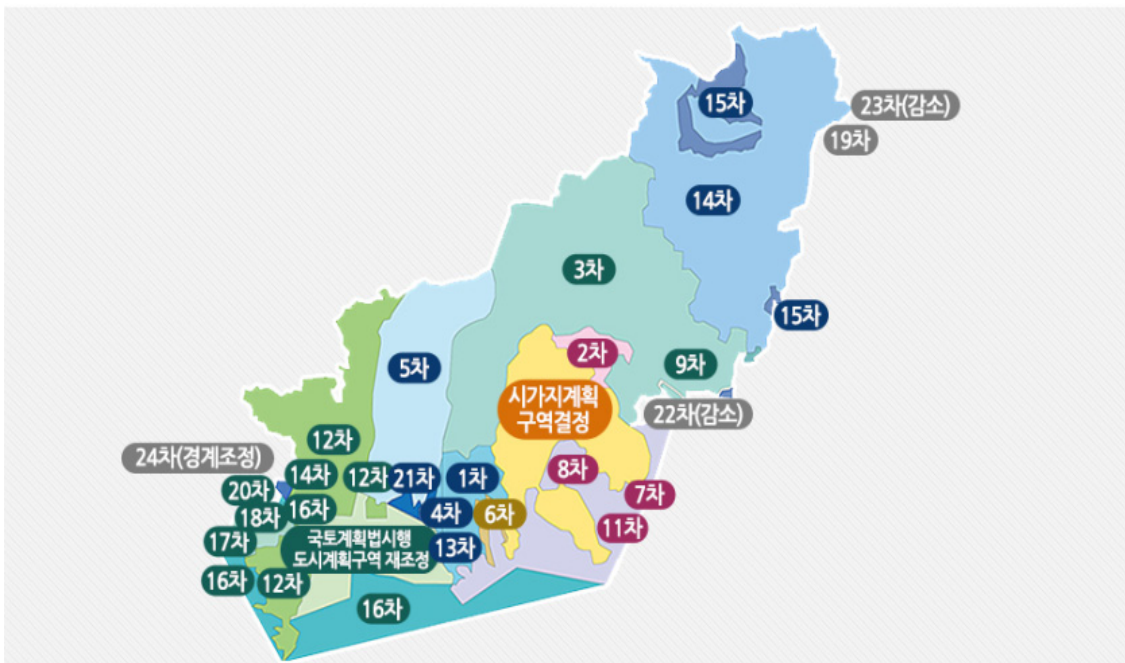 15차
23차(감소)
19차
14차
3차
15차
2차
9차
5차
시가지계획
구역결정
22차(감소)
12차
24차(경계조정)
14차
12차
21차
1차
8차
20차
7차
18차
16차
4차
6차
11차
17차
국토계획법시행
도시계획구역 재조정
13차
16차
12차
16차